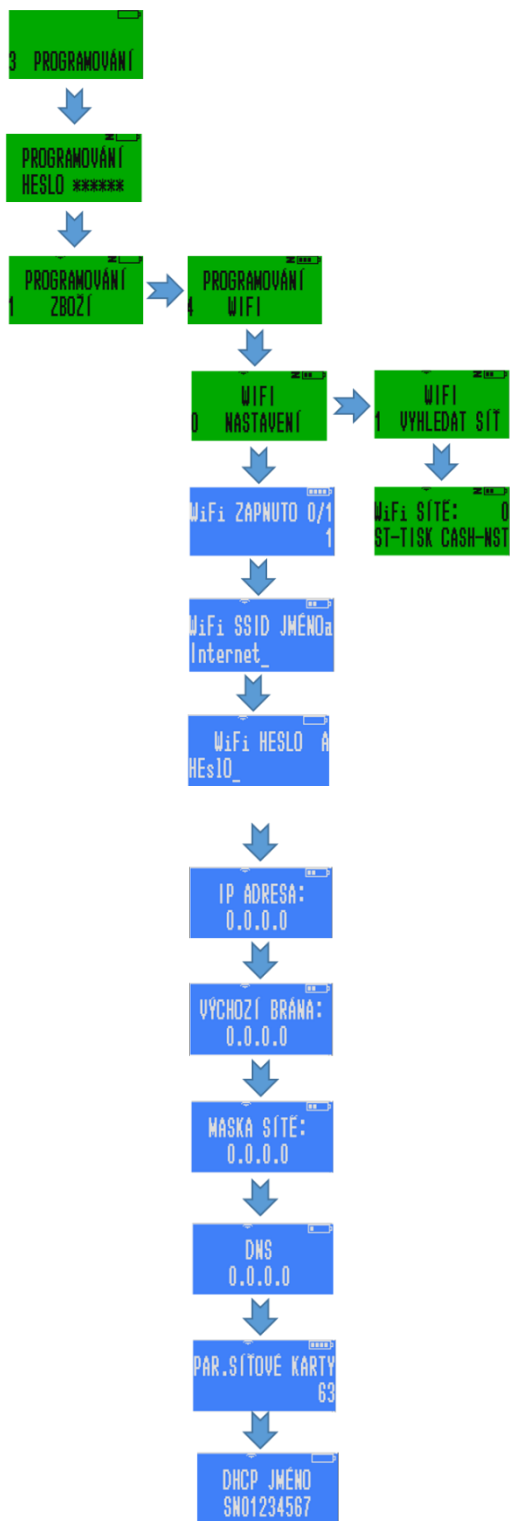 3 PROGRAMOVÁNÍ
PROGRAMOVÁNÍ
HESLO ******
PROGRAMOVÁNÍ
1 ZBOŽÍ
PROGRAMOVÁNÍ
4 WIFI
WIFI
0 NASTAVENÍ
WIFI
1 VYHLEDAT SÍŤ
WiFi ZAPNUTO 0/1
1
WiFi SÍTĚ: 0
ST-TISK CASH-NST
WiFi SSID JMÉNOa
Internet_
WiFi HESLO A
HEslO_
IP ADRESA:
0.0.0.0
VÝCHOZÍ BRÁNA:
0.0.0.0
MASKA SÍTĚ:
0.0.0.0
DNS
0.0.0.0
PAR.SÍŤOVÉ KARTY
63
DHCP JMÉNO
SN01234567